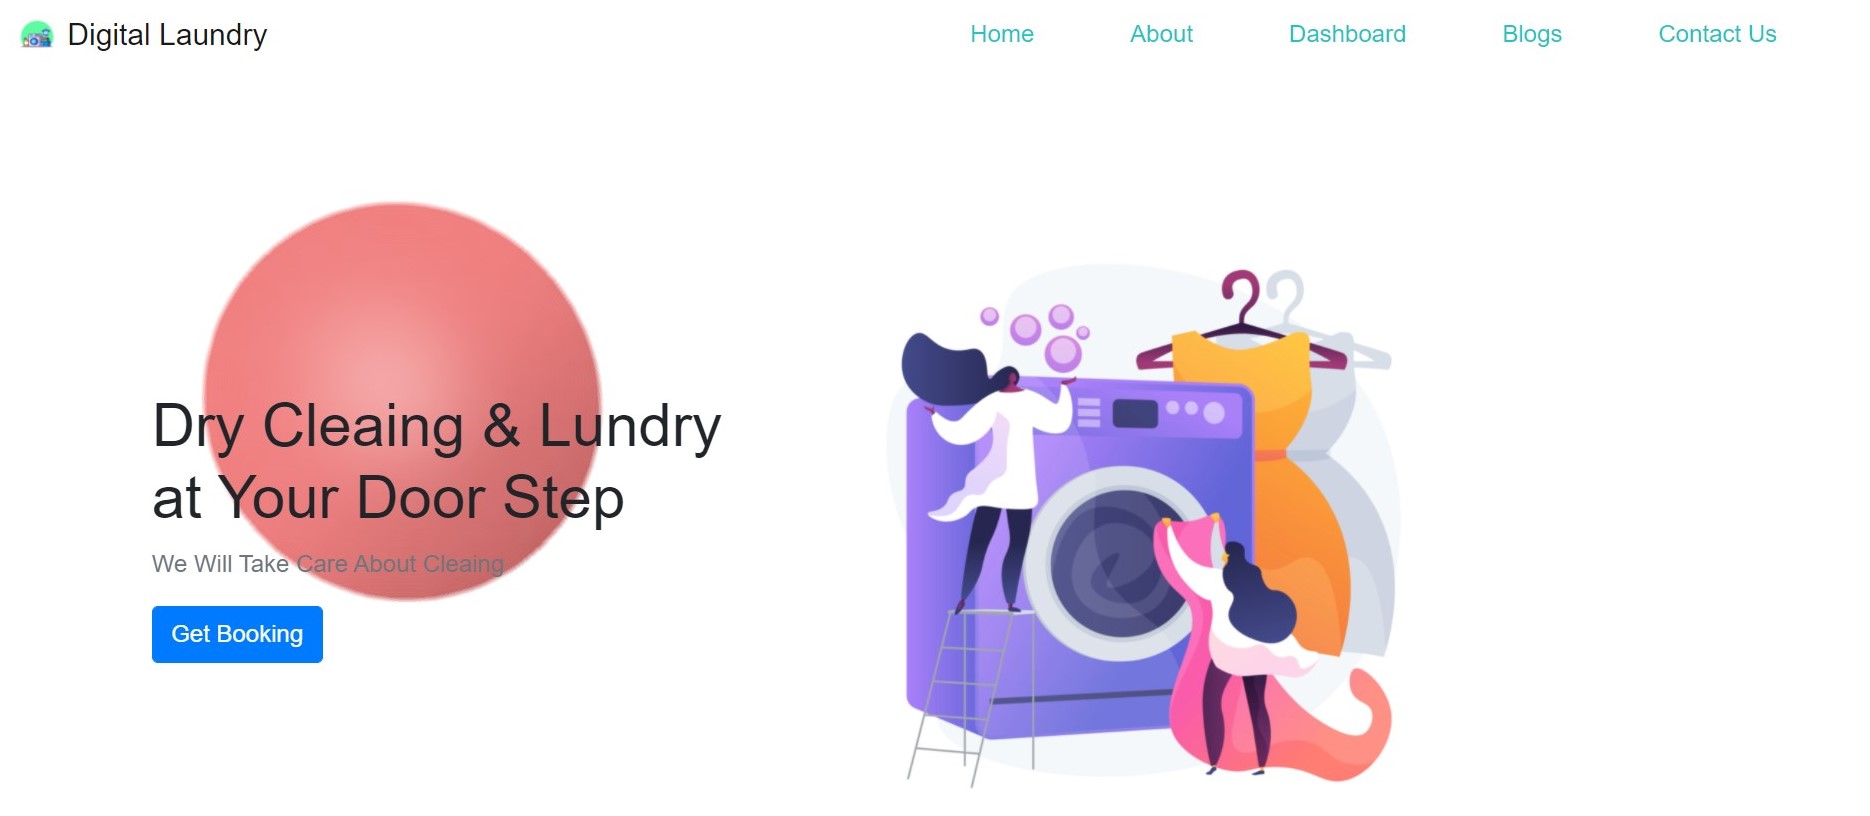 Digital Laundry
Home About Dashboard Blogs Contact Us
Dry Cleaing & Lundry
at Your Door Step
We Will Take Care About Cleaing
Get Booking